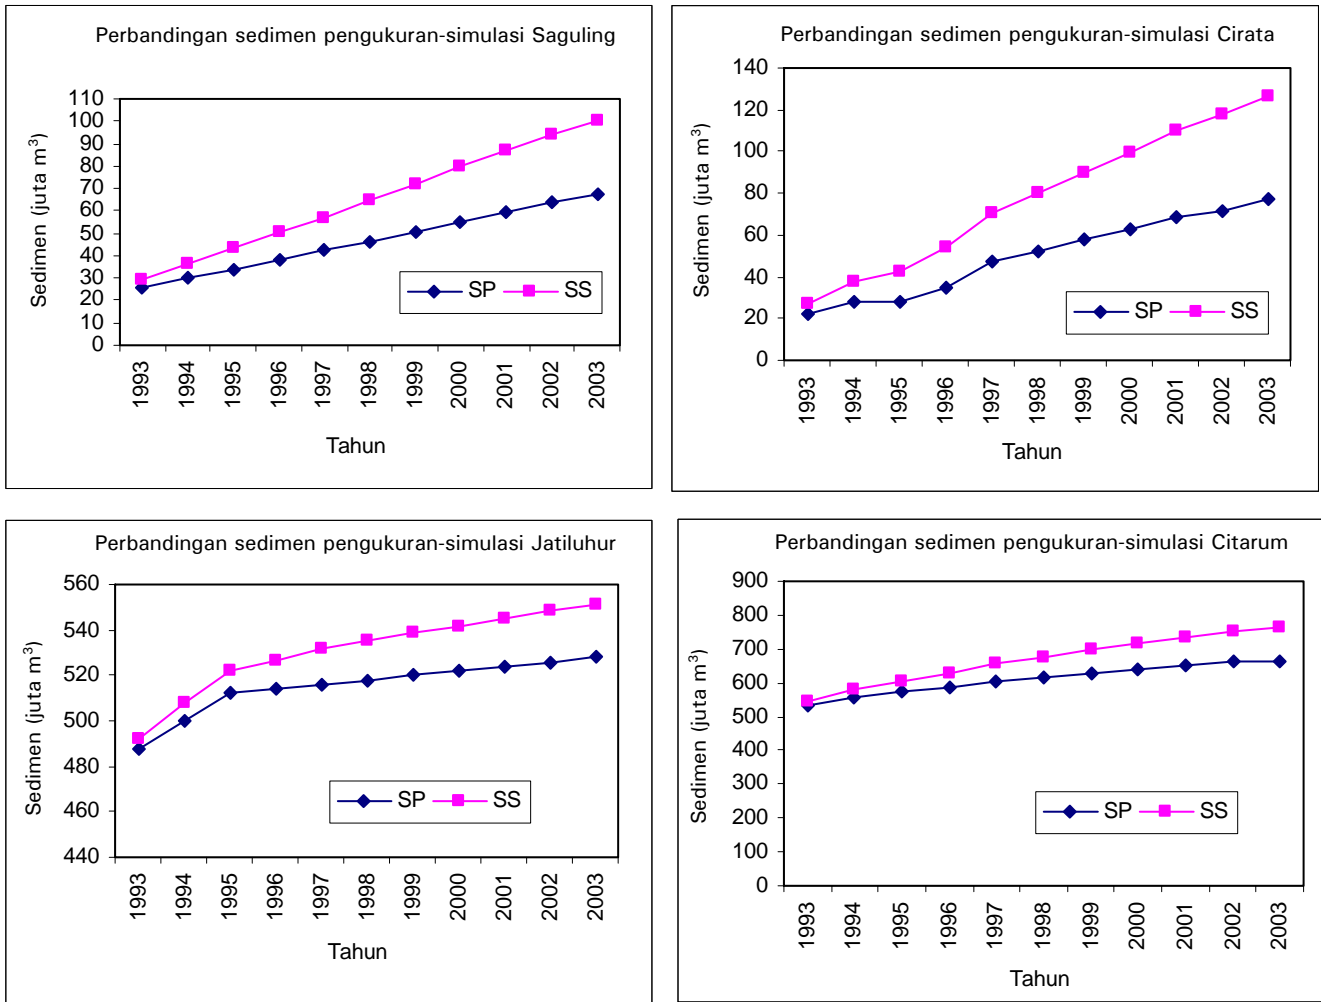 Perbandingan sedimen pengukuran-simulasi Saguling
Sedimen (juta m³)
110
100
90
80
70
60
50
40
30
20
10
0
SP SS
1993 1994 1995 1996 1997 1998 1999 2000 2001 2002 2003
Tahun
Perbandingan sedimen pengukuran-simulasi Cirata
Sedimen (juta m³)
140
120
100
80
60
40
20
0
SP SS
1993 1994 1995 1996 1997 1998 1999 2000 2001 2002 2003
Tahun
Perbandingan sedimen pengukuran-simulasi Jatiluhur
Sedimen (juta m³)
560
540
520
500
480
460
440
SP SS
1993 1994 1995 1996 1997 1998 1999 2000 2001 2002 2003
Tahun
Perbandingan sedimen pengukuran-simulasi Citarum
Sedimen (juta m³)
900
800
700
600
500
400
300
200
100
0
SP SS
1993 1994 1995 1996 1997 1998 1999 2000 2001 2002 2003
Tahun